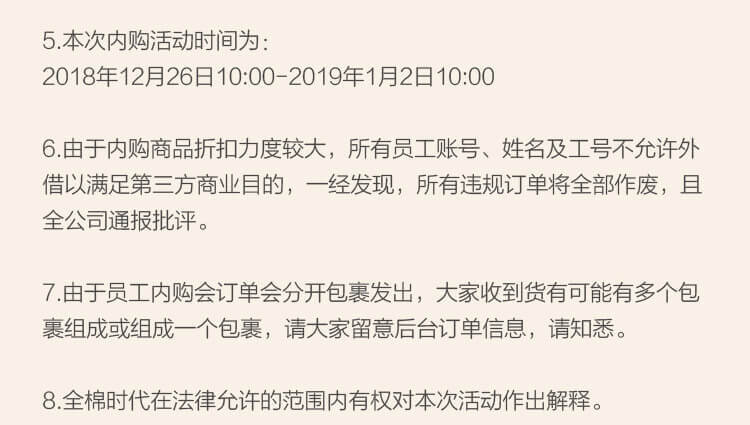 5.本次内购活动时间为：
2018年12月26日10:00-2019年1月2日10:00
6.由于内购商品折扣力度较大，所有员工账号、姓名及工号不允许外
借以满足第三方商业目的，一经发现，所有违规订单将全部作废，且
全公司通报批评。
7.由于员工内购会订单会分开包裹发出，大家收到货有可能有多个包
裹组成或组成一个包裹，请大家留意后台订单信息，请知悉。
8.全棉时代在法律允许的范围内有权对本次活动作出解释。